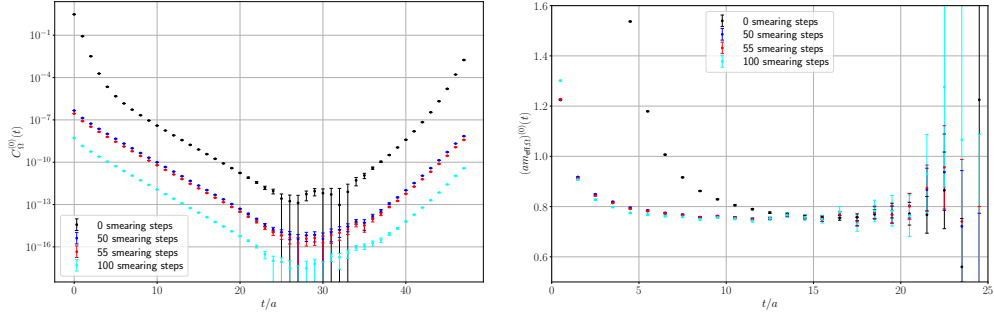 10⁻¹
10⁻⁴
10⁻⁷
10⁻¹⁰
10⁻¹³
10⁻¹⁶
C_Ω^(0)(t)
0 smearing steps
50 smearing steps
55 smearing steps
100 smearing steps
0 10 20 30 40
t/a
1.6
1.4
1.2
1.0
0.8
0.6
(am_eff,Ω)^(0)(t)
0 smearing steps
50 smearing steps
55 smearing steps
100 smearing steps
0 5 10 15 20 25
t/a